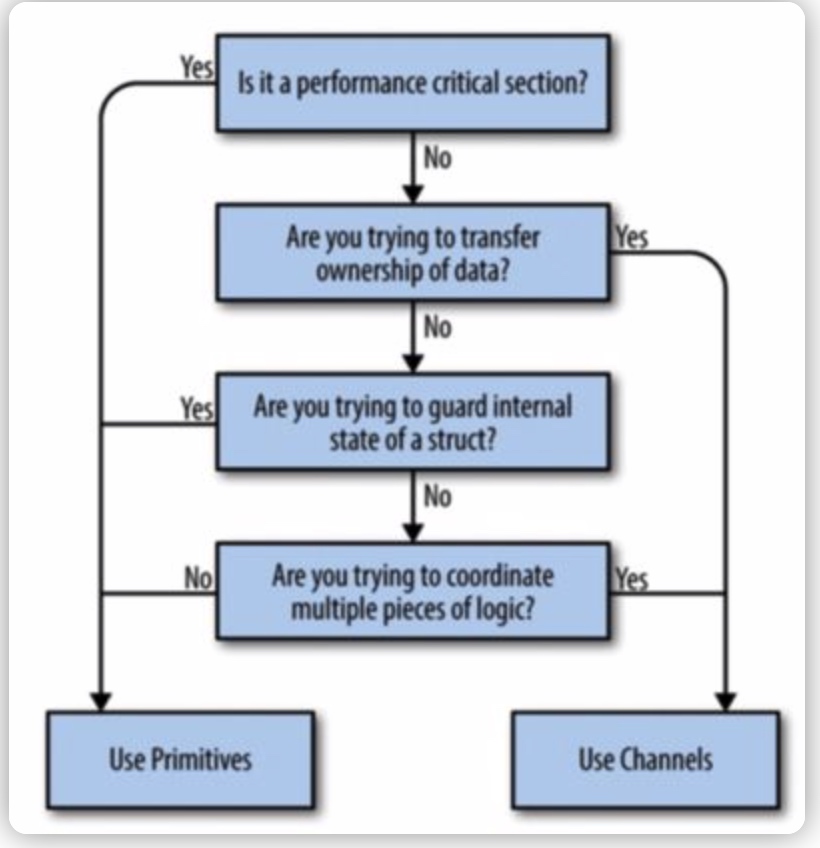 Yes
Is it a performance critical section?
No
Are you trying to transfer
ownership of data?
Yes
No
Yes
Are you trying to guard internal
state of a struct?
No
No
Are you trying to coordinate
multiple pieces of logic?
Yes
Use Primitives
Use Channels